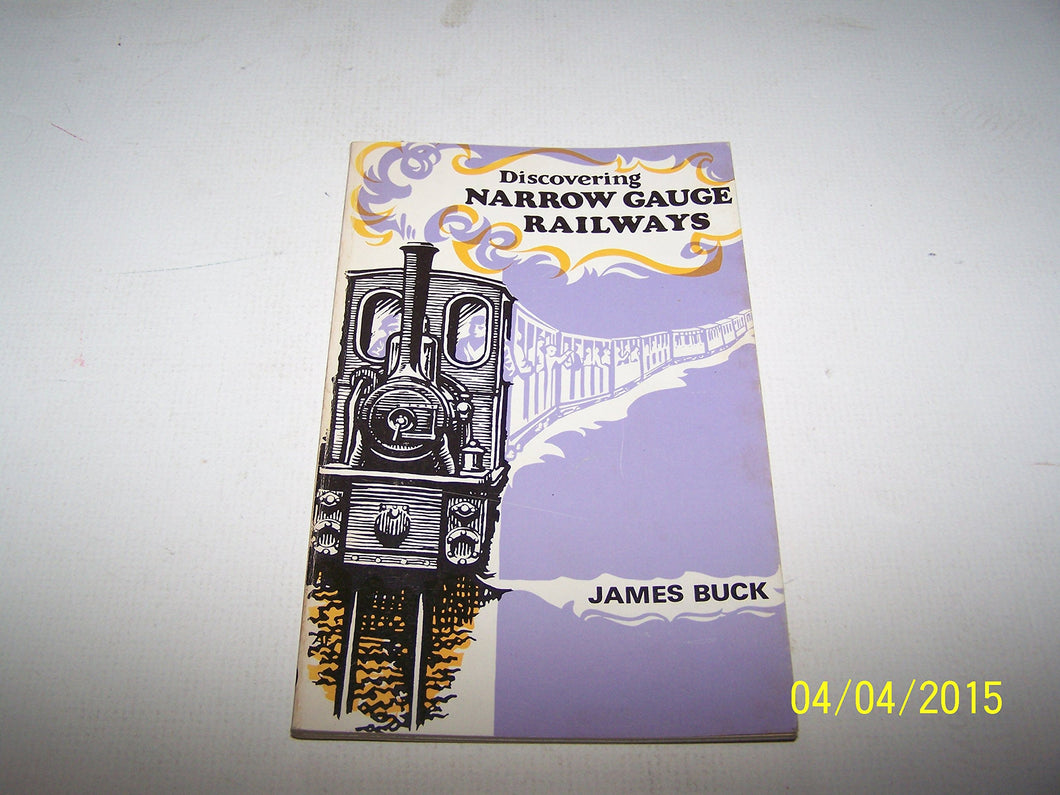 Discovering
NARROW GAUGE
RAILWAYS
JAMES BUCK
04/04/2015